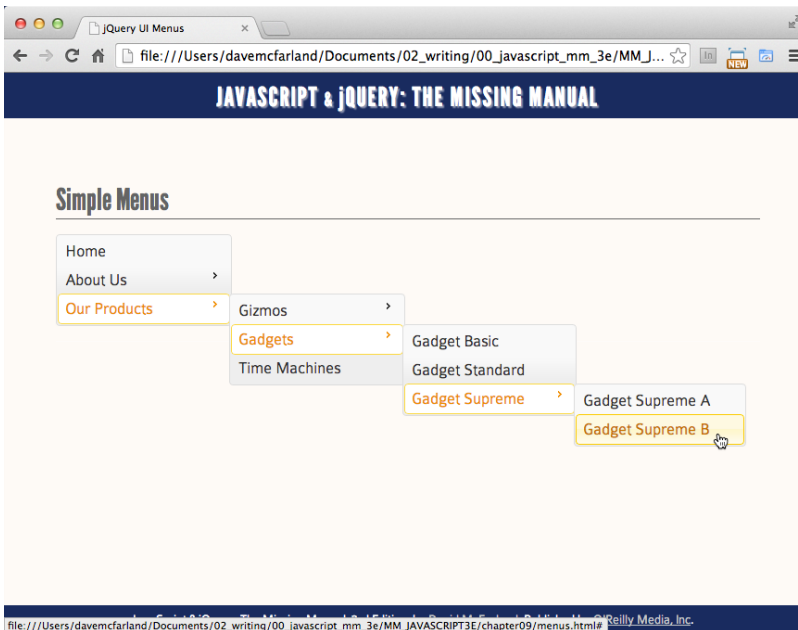 jQuery UI Menus
file:///Users/davemcfarland/Documents/02_writing/00_javascript_mm_3e/MM_J...
In
NEW
JAVASCRIPT & jQUERY: THE MISSING MANUAL
Simple Menus
Home
About Us
Our Products
Gizmos
Gadgets
Time Machines
Gadget Basic
Gadget Standard
Gadget Supreme
Gadget Supreme A
Gadget Supreme B
O'Reilly Media, Inc.
file:///Users/davemcfarland/Documents/02_writing/00_javascript_mm_3e/MM_JAVASCRIPT3E/chapter09/menus.html#